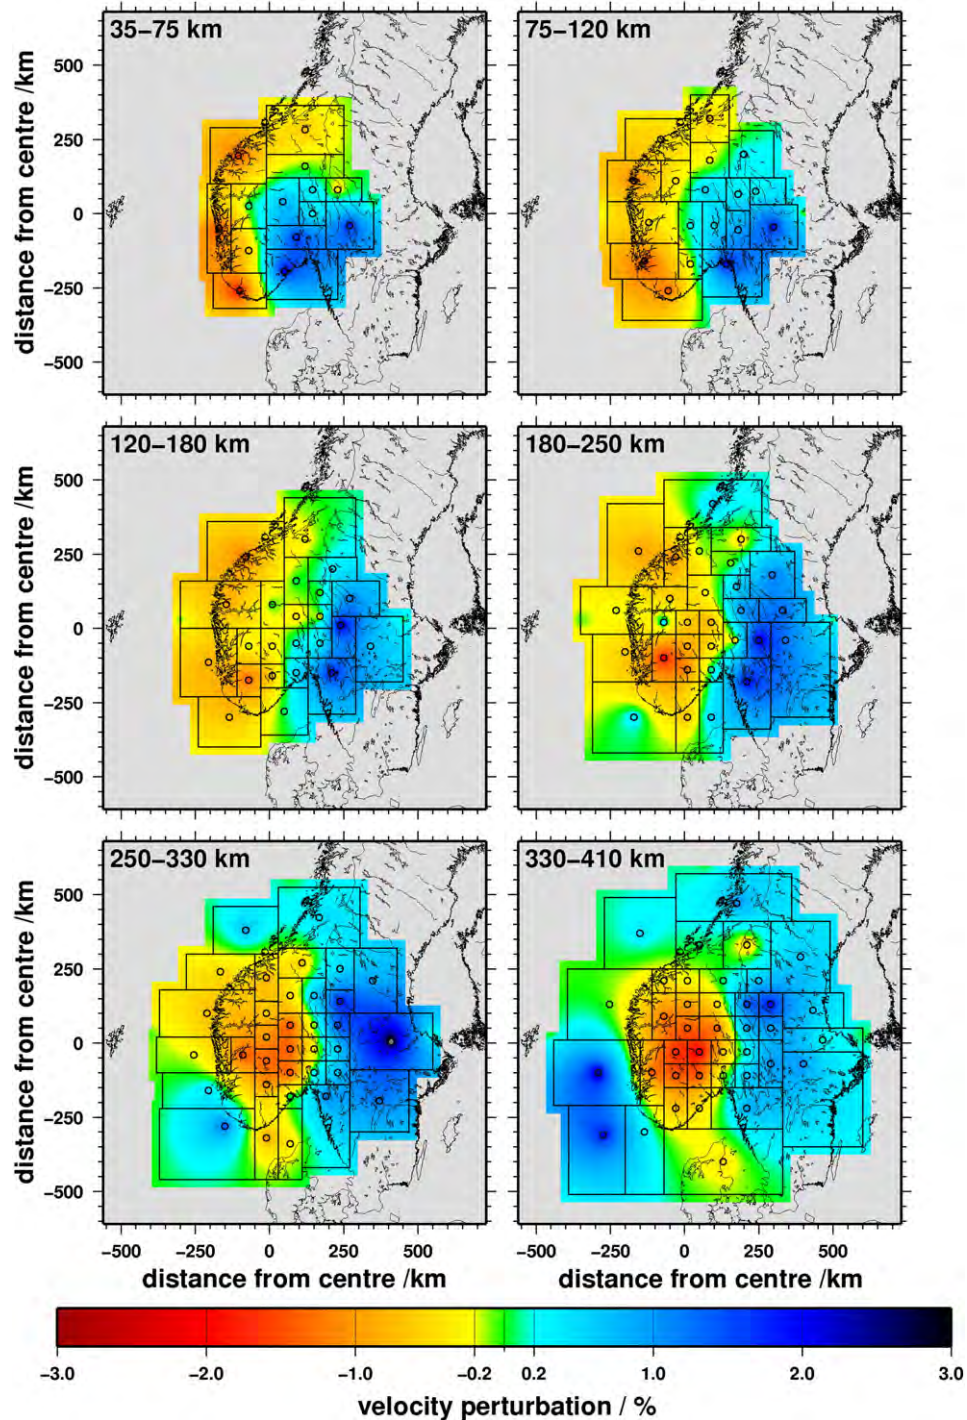 35−75 km
75−120 km
distance from centre /km
500
250
0
−250
−500
120−180 km
180−250 km
distance from centre /km
500
250
0
−250
−500
250−330 km
330−410 km
distance from centre /km
500
250
0
−250
−500
−500 −250 0 250 500
−500 −250 0 250 500
distance from centre /km
distance from centre /km
−3.0 −2.0 −1.0 −0.2 0.2 1.0 2.0 3.0
velocity perturbation / %